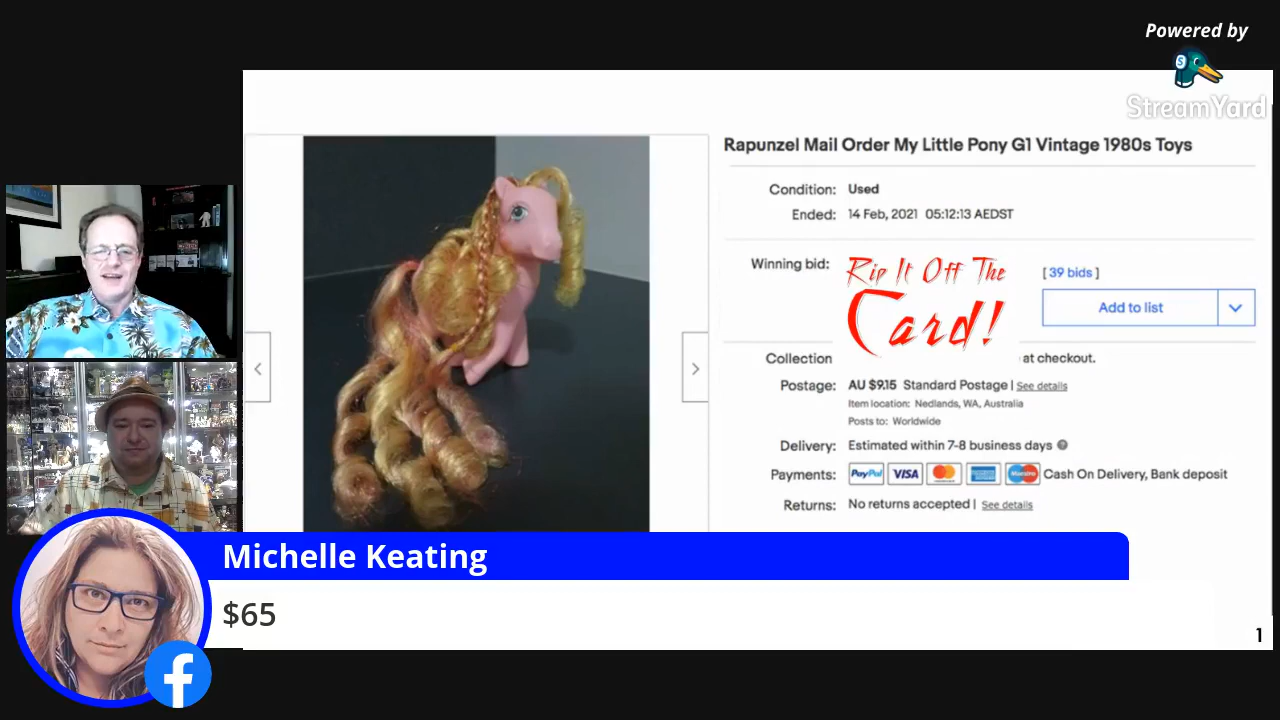 Powered by
StreamYard
Rapunzel Mail Order My Little Pony G1 Vintage 1980s Toys
Condition: Used
Ended: 14 Feb, 2021 05:12:13 AEDST
Winning bid:
Rip It Off The
Card!
[ 39 bids ]
Add to list
Collection
at checkout.
Postage: AU $9.15 Standard Postage | See details
Item location: Nedlands, WA, Australia
Posts to: Worldwide
Delivery: Estimated within 7-8 business days
Payments: PayPal VISA Maestro Cash On Delivery, Bank deposit
Returns: No returns accepted | See details
Michelle Keating
$65
1